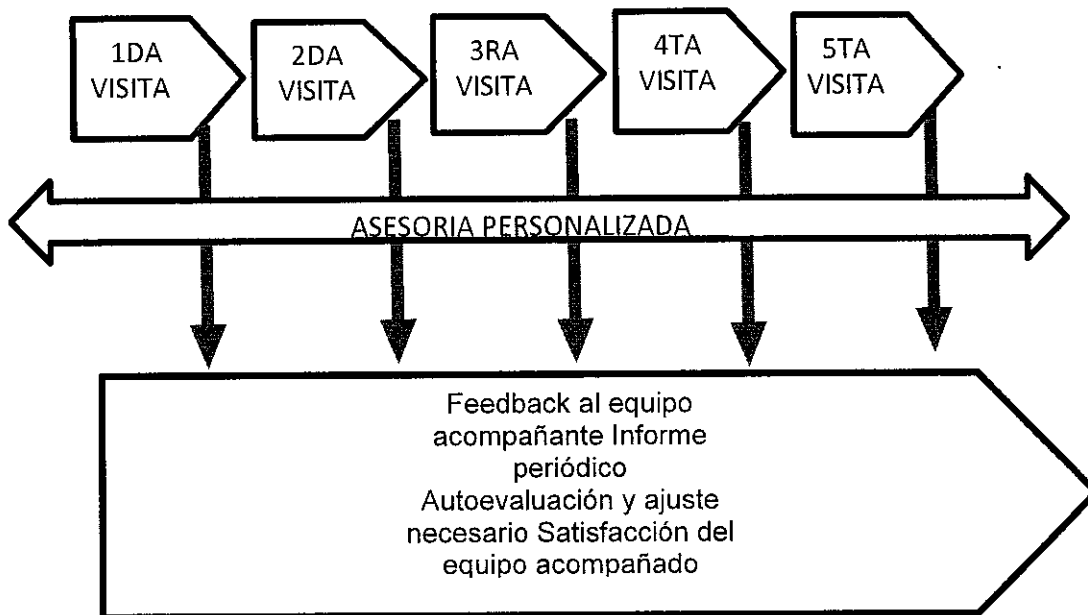 1DA
VISITA
2DA
VISITA
3RA
VISITA
4TA
VISITA
5TA
VISITA
ASESORIA PERSONALIZADA
Feedback al equipo
acompañante Informe
periódico
Autoevaluación y ajuste
necesario Satisfacción del
equipo acompañado